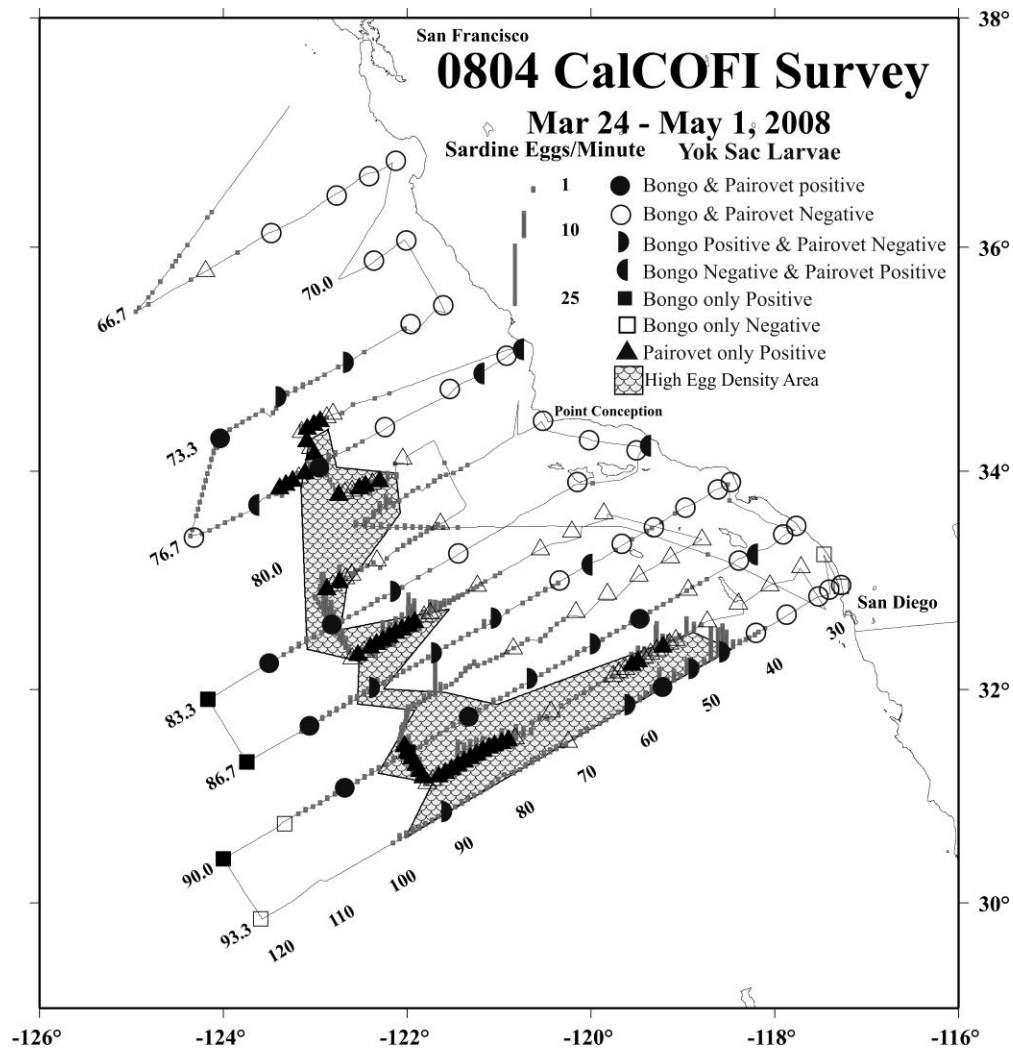 San Francisco
0804 CalCOFI Survey
Mar 24 - May 1, 2008
Sardine Eggs/Minute
Yok Sac Larvae
1
Bongo & Pairovet positive
Bongo & Pairovet Negative
10
Bongo Positive & Pairovet Negative
Bongo Negative & Pairovet Positive
25
Bongo only Positive
Bongo only Negative
Pairovet only Positive
High Egg Density Area
Point Conception
San Diego
66.7
70.0
73.3
76.7
80.0
83.3
86.7
90.0
93.3
30
40
50
60
70
80
90
100
110
120
38°
36°
34°
32°
30°
-126°
-124°
-122°
-120°
-118°
-116°